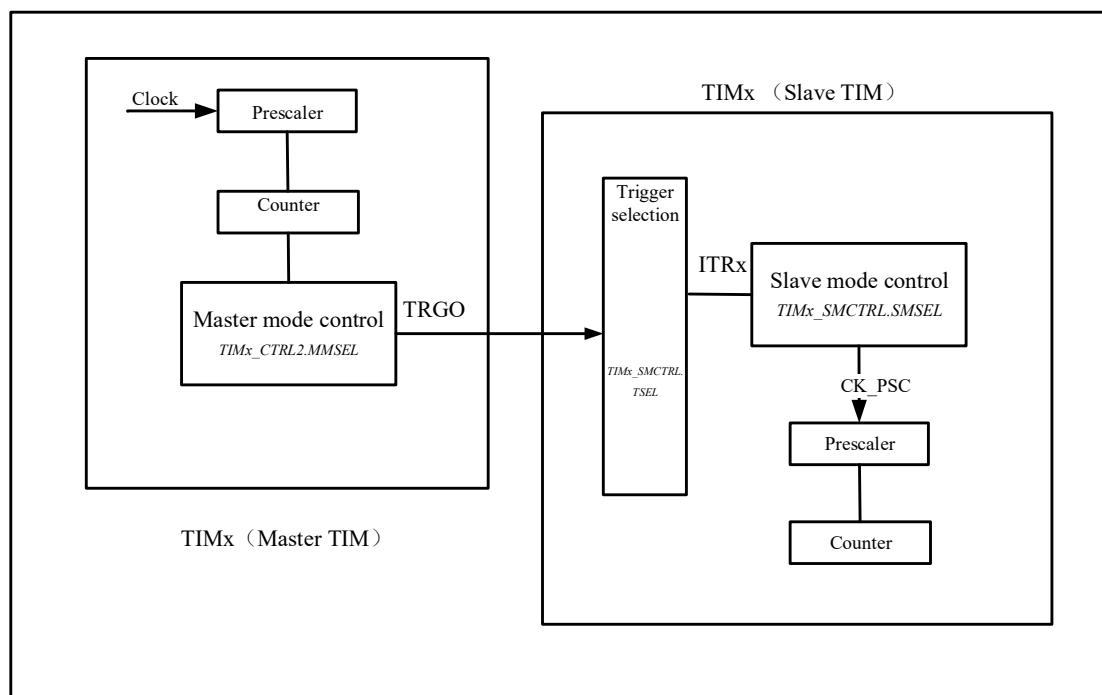 Clock
Prescaler
Counter
Master mode control
TIMx_CTRL2.MMSEL
TRGO
TIMx（Master TIM）
TIMx （Slave TIM）
Trigger
selection
TIMx_SMCTRL.
TSEL
ITRx
Slave mode control
TIMx_SMCTRL.SMSEL
CK_PSC
Prescaler
Counter